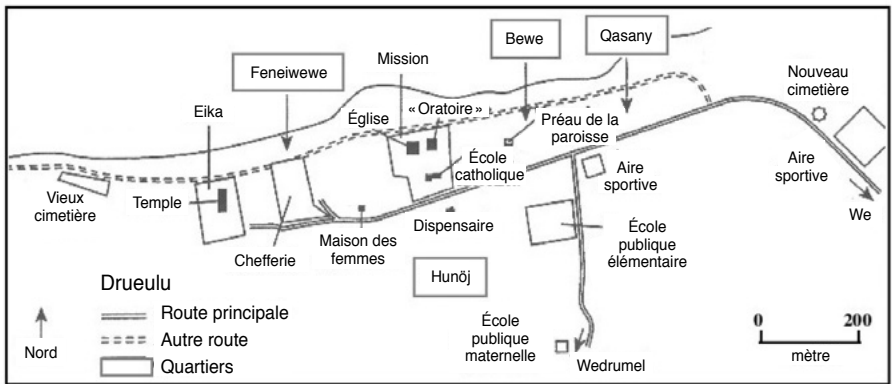 Bewe
Qasany
Mission
Nouveau
cimetière
Feneiwewe
Eika
« Oratoire »
Église
Préau de la
paroisse
École
catholique
Aire
sportive
Aire
sportive
Vieux
cimetière
Temple
We
Chefferie
Maison des
femmes
Dispensaire
École
publique
élémentaire
Hunöj
Drueulu
Route principale
Autre route
Quartiers
Nord
École
publique
maternelle
Wedrumel
0 200
mètre